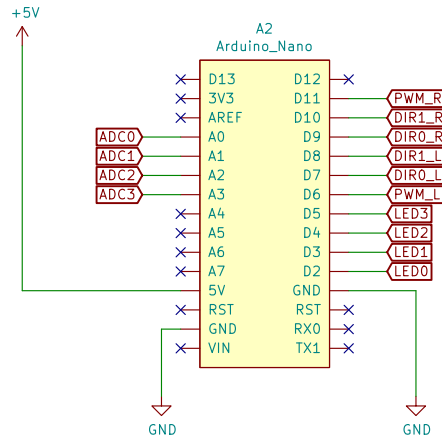 +5V
A2
Arduino_Nano
D13 D12
3V3 D11 PWM_R
AREF D10 DIR1_R
ADC0 A0 D9 DIR0_R
ADC1 A1 D8 DIR1_L
ADC2 A2 D7 DIR0_L
ADC3 A3 D6 PWM_L
A4 D5 LED3
A5 D4 LED2
A6 D3 LED1
A7 D2 LED0
5V GND
RST RST
GND RX0
VIN TX1
GND GND